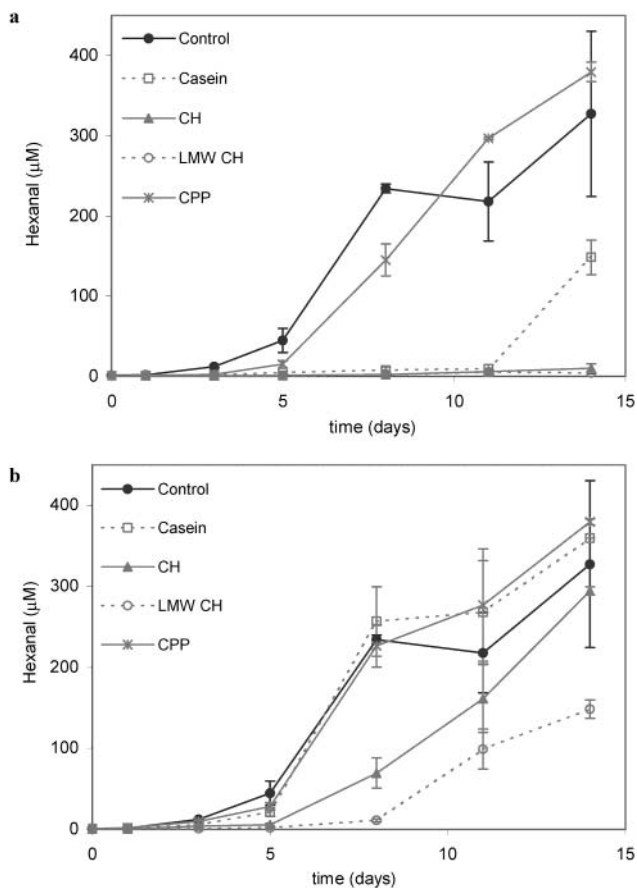 a
400
300
200
100
0
Hexanal (µM)
Control
Casein
CH
LMW CH
CPP
0 5 10 15
time (days)
b
400
300
200
100
0
Hexanal (µM)
Control
Casein
CH
LMW CH
CPP
0 5 10 15
time (days)